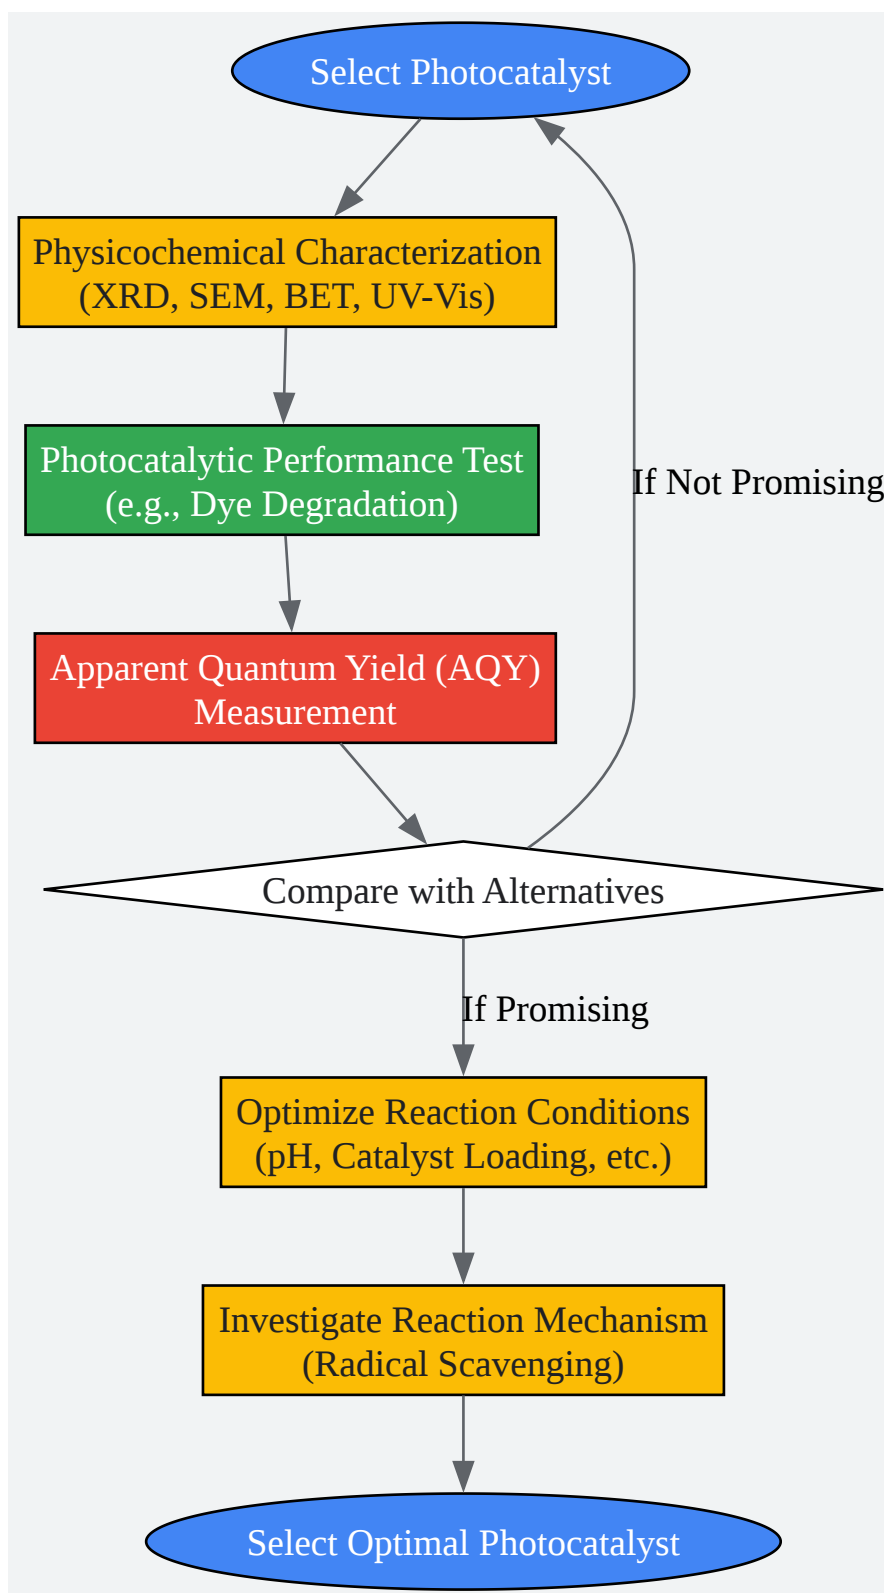 Select Photocatalyst
Physicochemical Characterization
(XRD, SEM, BET, UV-Vis)
Photocatalytic Performance Test
(e.g., Dye Degradation)
If Not Promising
Apparent Quantum Yield (AQY)
Measurement
Compare with Alternatives
If Promising
Optimize Reaction Conditions
(pH, Catalyst Loading, etc.)
Investigate Reaction Mechanism
(Radical Scavenging)
Select Optimal Photocatalyst